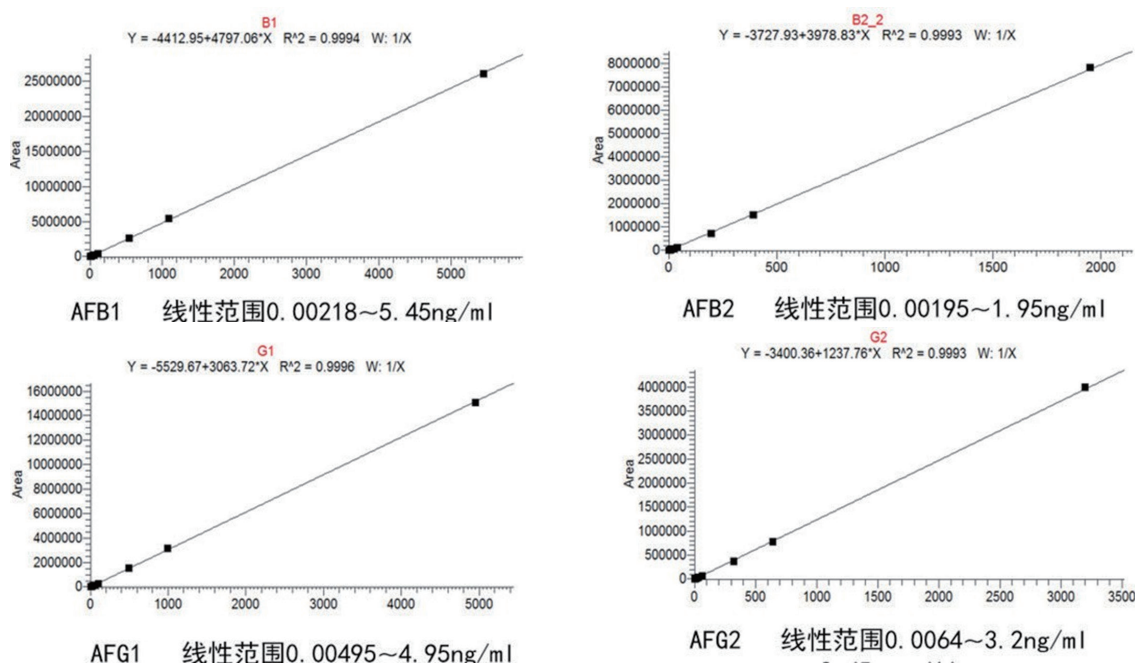 B1
Y = -4412.95+4797.06*X R^2 = 0.9994 W: 1/X
25000000
20000000
15000000
10000000
5000000
0
Area
0 1000 2000 3000 4000 5000
AFB1 线性范围0.00218~5.45ng/ml
B2_2
Y = -3727.93+3978.83*X R^2 = 0.9993 W: 1/X
8000000
7000000
6000000
5000000
4000000
3000000
2000000
1000000
0
Area
0 500 1000 1500 2000
AFB2 线性范围0.00195~1.95ng/ml
G1
Y = -5529.67+3063.72*X R^2 = 0.9996 W: 1/X
16000000
14000000
12000000
10000000
8000000
6000000
4000000
2000000
0
Area
0 1000 2000 3000 4000 5000
AFG1 线性范围0.00495~4.95ng/ml
G2
Y = -3400.36+1237.76*X R^2 = 0.9993 W: 1/X
4000000
3500000
3000000
2500000
2000000
1500000
1000000
500000
0
Area
0 500 1000 1500 2000 2500 3000 3500
AFG2 线性范围0.0064~3.2ng/ml